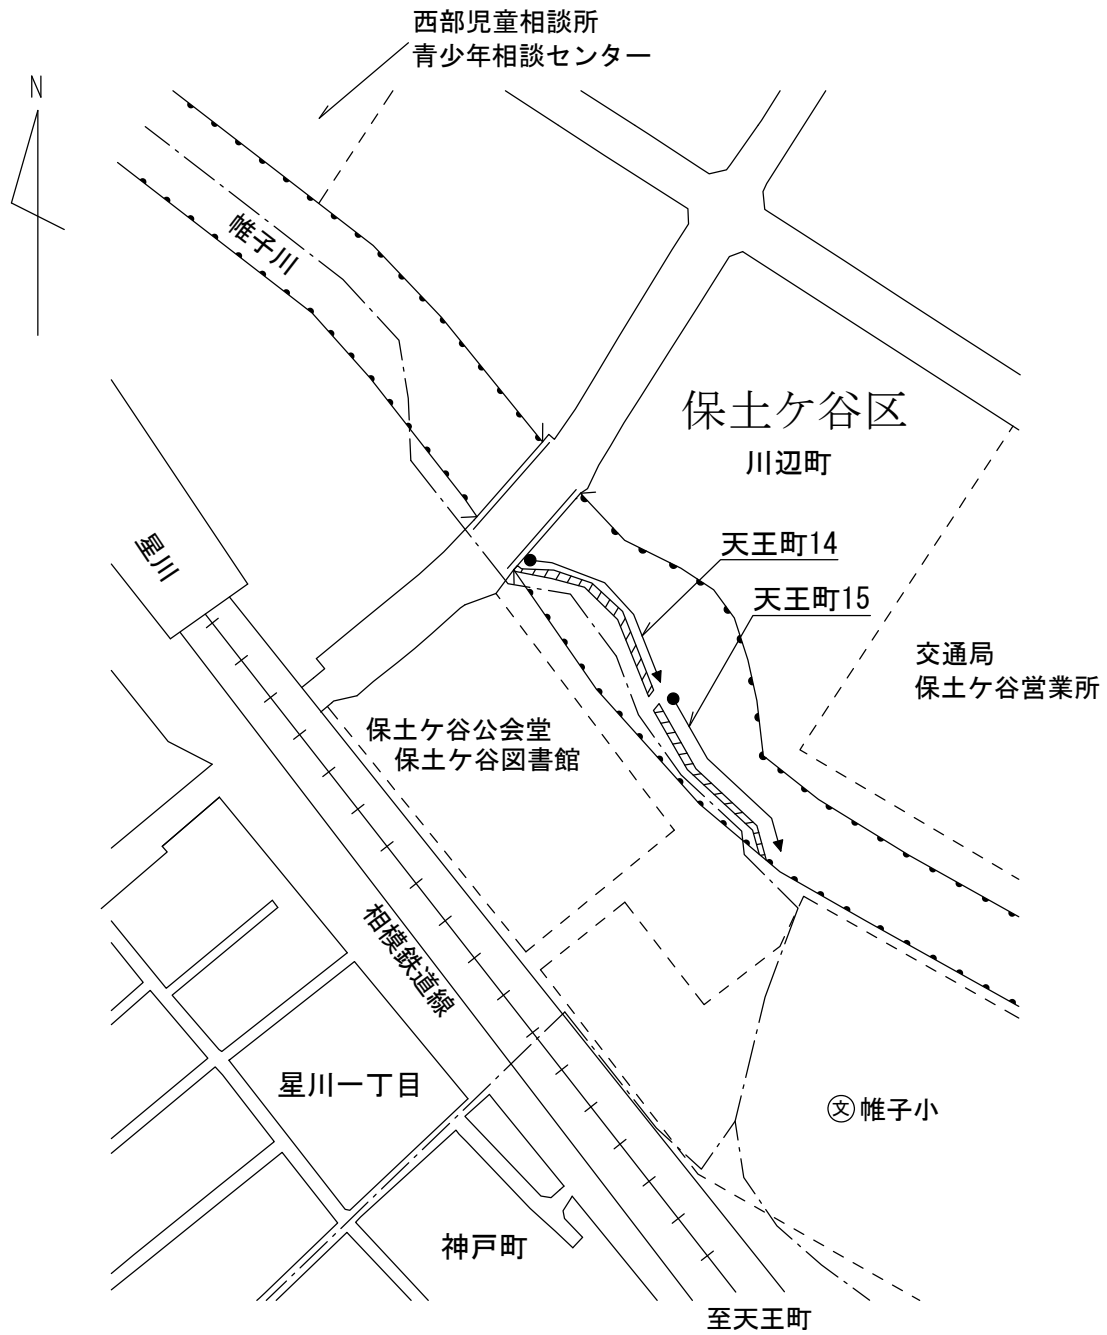 西部児童相談所
青少年相談センター
N
帷子川
保土ケ谷区
川辺町
星川
天王町14
天王町15
交通局
保土ケ谷営業所
保土ケ谷公会堂
保土ケ谷図書館
相模鉄道線
星川一丁目
文 帷子小
神戸町
至天王町